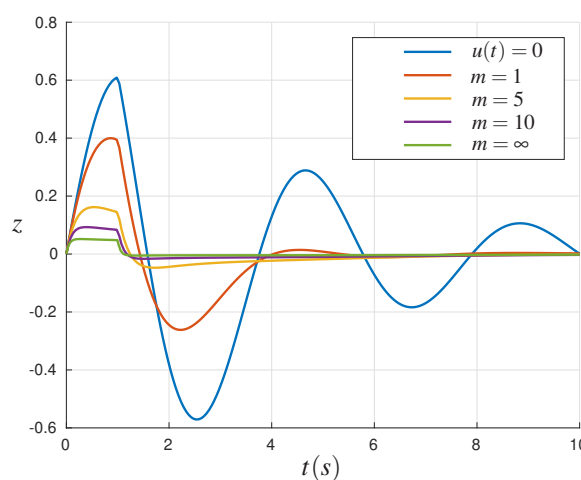 0.8
0.6
0.4
0.2
0
-0.2
-0.4
-0.6
z
0 2 4 6 8 10
t(s)
u(t) = 0
m = 1
m = 5
m = 10
m = ∞